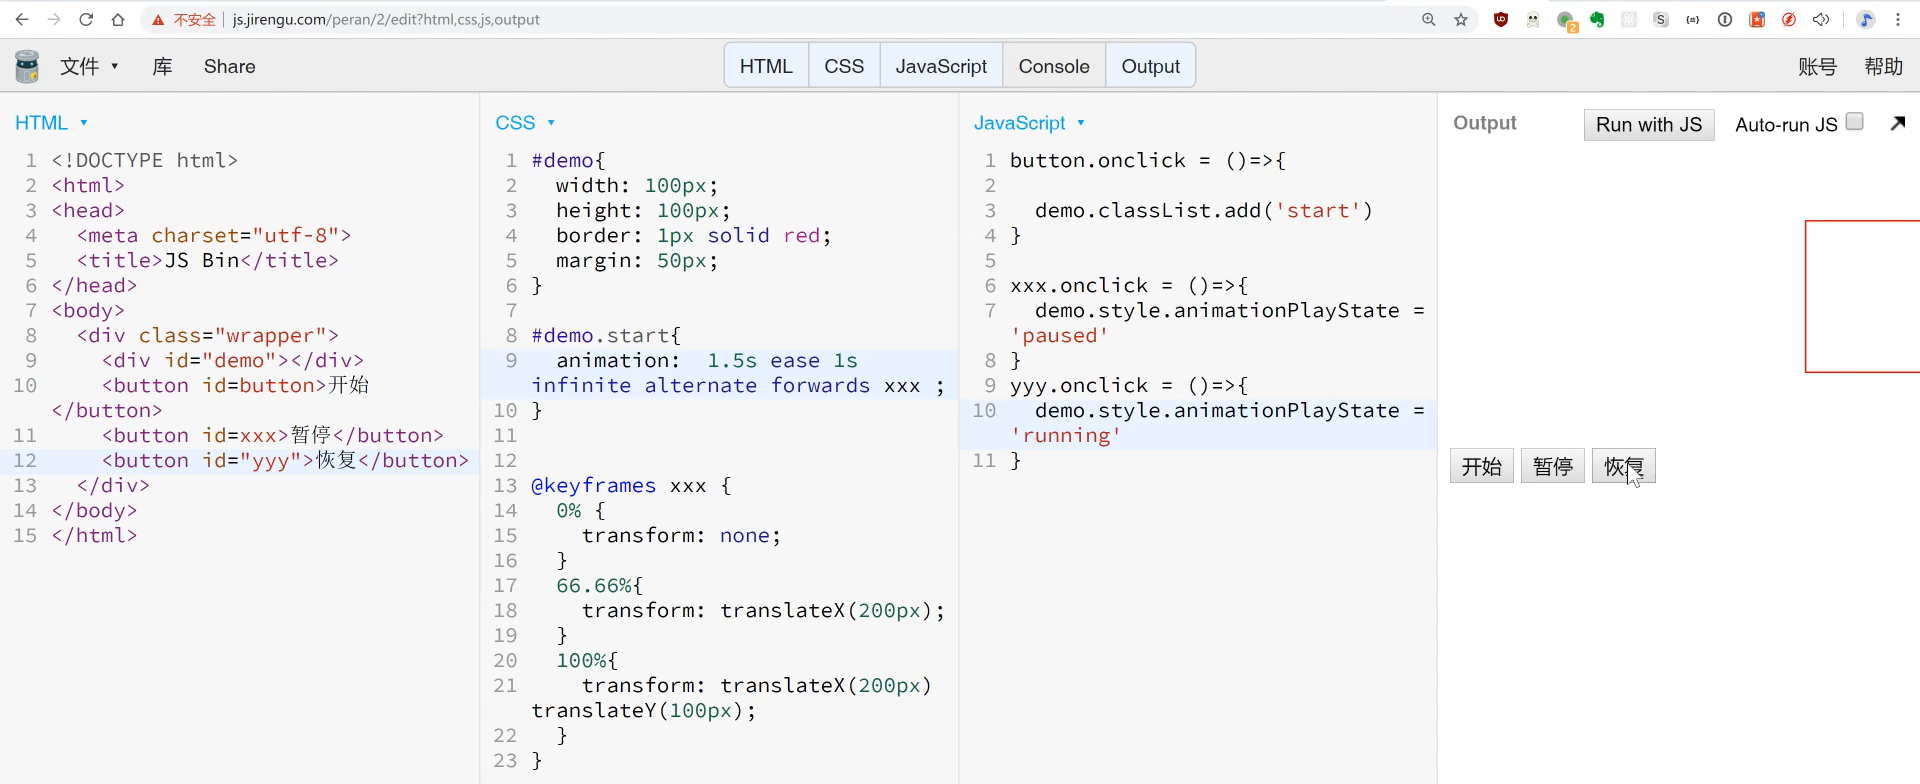 不安全 js.jirengu.com/peran/2/edit?html,css,js,output
文件 库 Share HTML CSS JavaScript Console Output 账号 帮助
HTML
1 <!DOCTYPE html>
2 <html>
3 <head>
4   <meta charset="utf-8">
5   <title>JS Bin</title>
6 </head>
7 <body>
8   <div class="wrapper">
9     <div id="demo"></div>
10     <button id=button>开始
</button>
11     <button id=xxx>暂停</button>
12     <button id="yyy">恢复</button>
13   </div>
14 </body>
15 </html>
CSS
1 #demo{
2   width: 100px;
3   height: 100px;
4   border: 1px solid red;
5   margin: 50px;
6 }
7
8 #demo.start{
9   animation:  1.5s ease 1s
infinite alternate forwards xxx ;
10 }
11
12
13 @keyframes xxx {
14   0% {
15     transform: none;
16   }
17   66.66%{
18     transform: translateX(200px);
19   }
20   100%{
21     transform: translateX(200px)
translateY(100px);
22   }
23 }
JavaScript
1 button.onclick = ()=>{
2
3   demo.classList.add('start')
4 }
5
6 xxx.onclick = ()=>{
7   demo.style.animationPlayState =
'paused'
8 }
9 yyy.onclick = ()=>{
10   demo.style.animationPlayState =
'running'
11 }
Output Run with JS Auto-run JS
开始 暂停 恢复
2
S